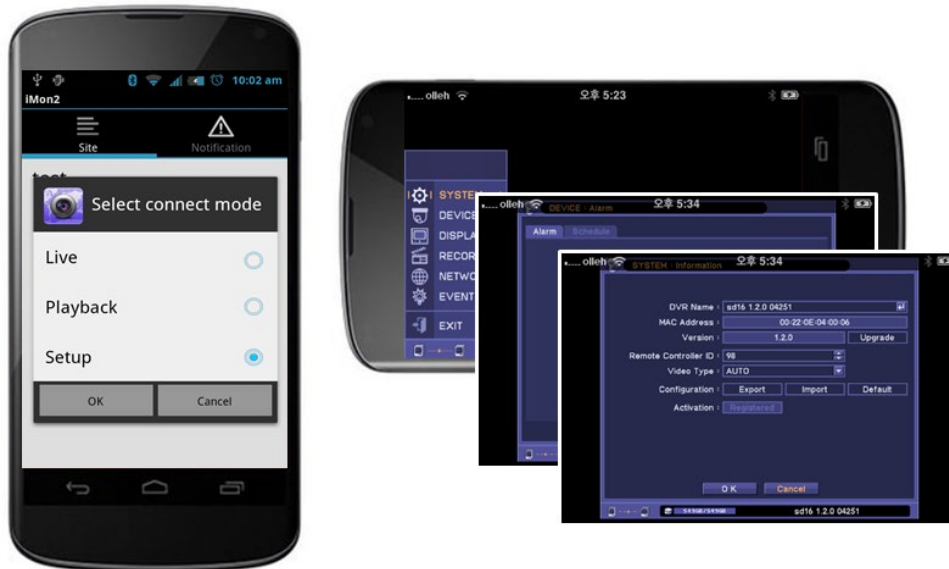 10:02 am
iMon2
Site
Notification
Select connect mode
Live
Playback
Setup
OK
Cancel
olleh
오후 5:23
SYSTE
DEVICE
DISPLA
RECOR
NETWO
EVENT
EXIT
olleh
오후 5:34
DEVICE : Alarm
Alarm
Schedule
olleh
오후 5:34
SYSTEM : Information
DVR Name : sd16 1.2.0 04251
MAC Address : 00-22-0E-04-00-06
Version : 1.2.0 Upgrade
Remote Controller ID : 98
Video Type : AUTO
Configuration : Export Import Default
Activation : Registered
OK Cancel
sd16 1.2.0 04251